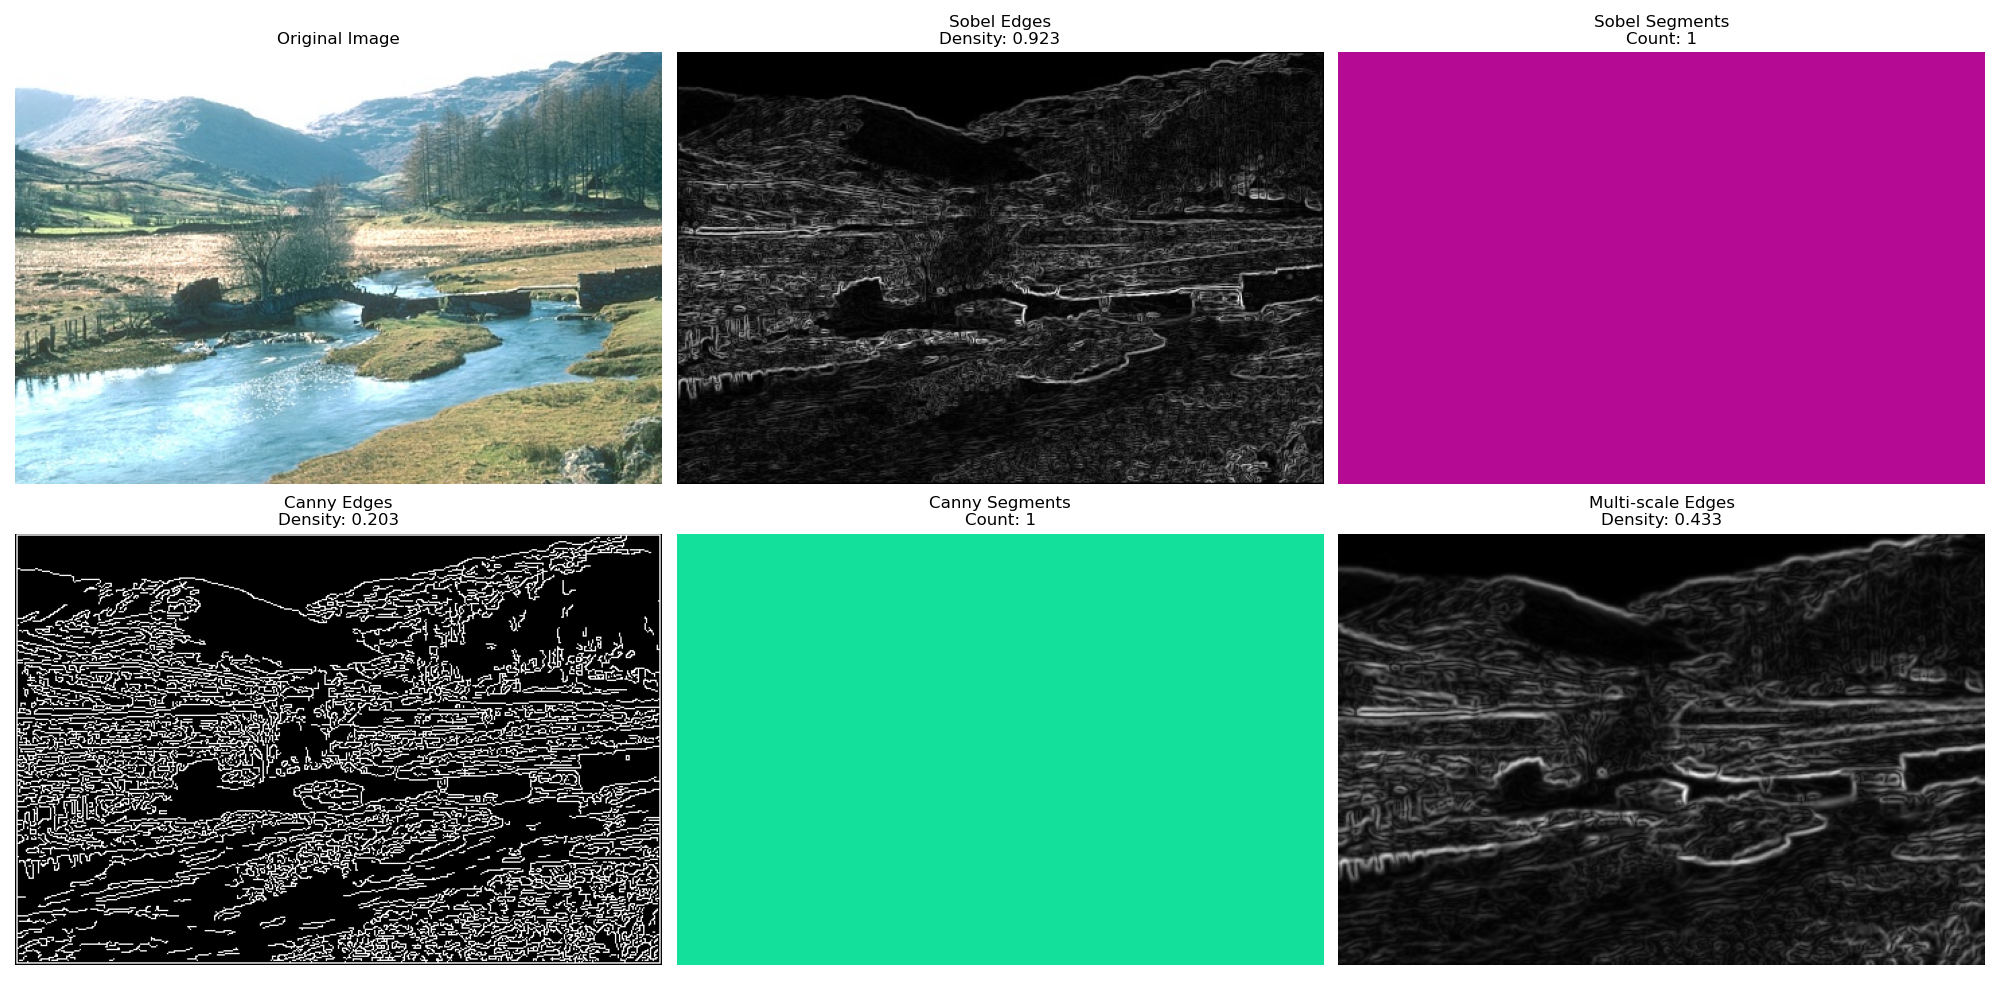 Original Image
Sobel Edges
Density: 0.923
Sobel Segments
Count: 1
Canny Edges
Density: 0.203
Canny Segments
Count: 1
Multi-scale Edges
Density: 0.433